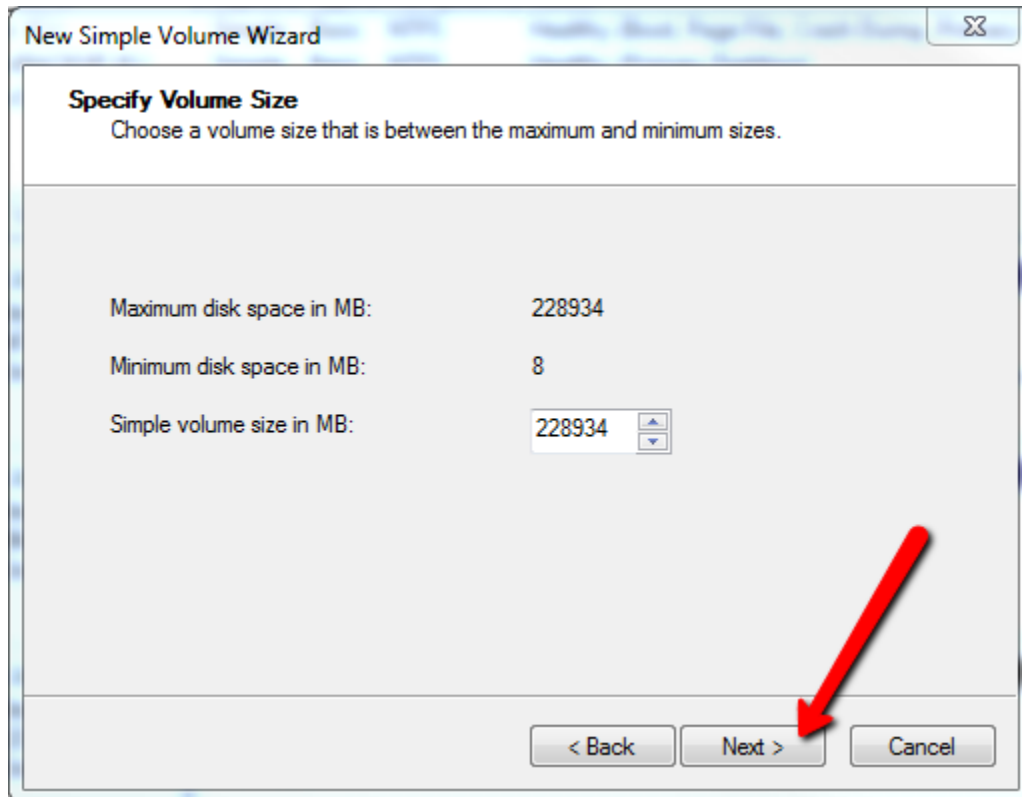 New Simple Volume Wizard
Specify Volume Size
Choose a volume size that is between the maximum and minimum sizes.
Maximum disk space in MB: 228934
Minimum disk space in MB: 8
Simple volume size in MB: 228934
< Back Next > Cancel